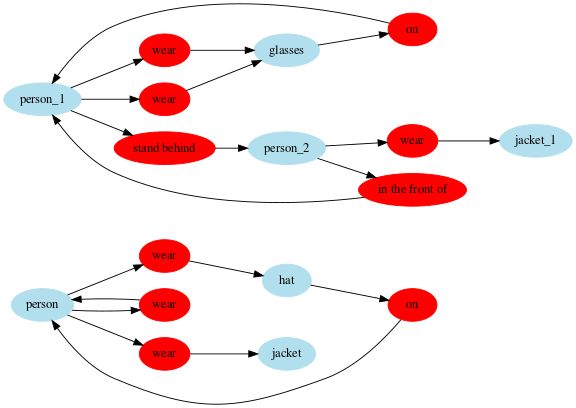 on
wear
glasses
wear
person_1
wear
stand behind
person_2
jacket_1
in the front of
wear
hat
person
wear
on
wear
jacket